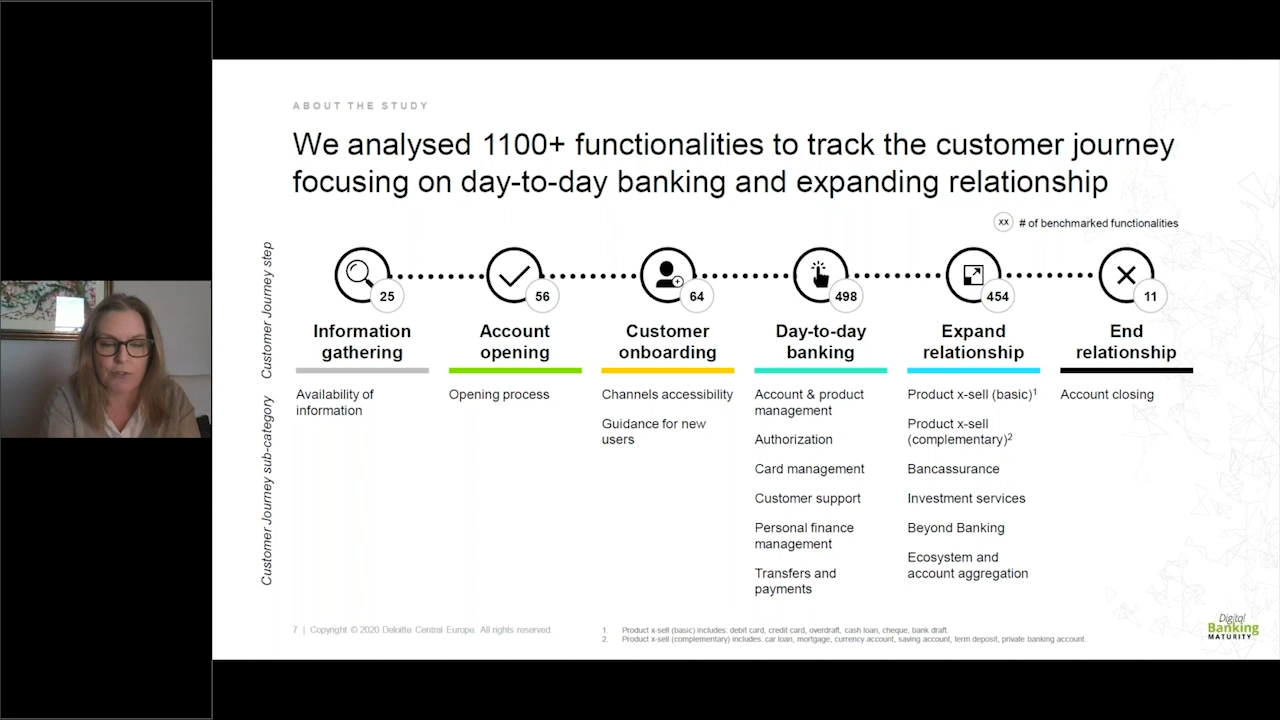 ABOUT THE STUDY
We analysed 1100+ functionalities to track the customer journey
focusing on day-to-day banking and expanding relationship
xx # of benchmarked functionalities
Customer Journey step
25
56
64
498
454
11
Information
gathering
Account
opening
Customer
onboarding
Day-to-day
banking
Expand
relationship
End
relationship
Customer Journey sub-category
Availability of
information
Opening process
Channels accessibility
Guidance for new
users
Account & product
management
Authorization
Card management
Customer support
Personal finance
management
Transfers and
payments
Product x-sell (basic)1
Product x-sell
(complementary)2
Bancassurance
Investment services
Beyond Banking
Ecosystem and
account aggregation
Account closing
7 | Copyright © 2020 Deloitte Central Europe. All rights reserved.
1. Product x-sell (basic) includes: debit card, credit card, overdraft, cash loan, cheque, bank draft.
2. Product x-sell (complementary) includes: car loan, mortgage, currency account, saving account, term deposit, private banking account.
Digital
Banking
MATURITY